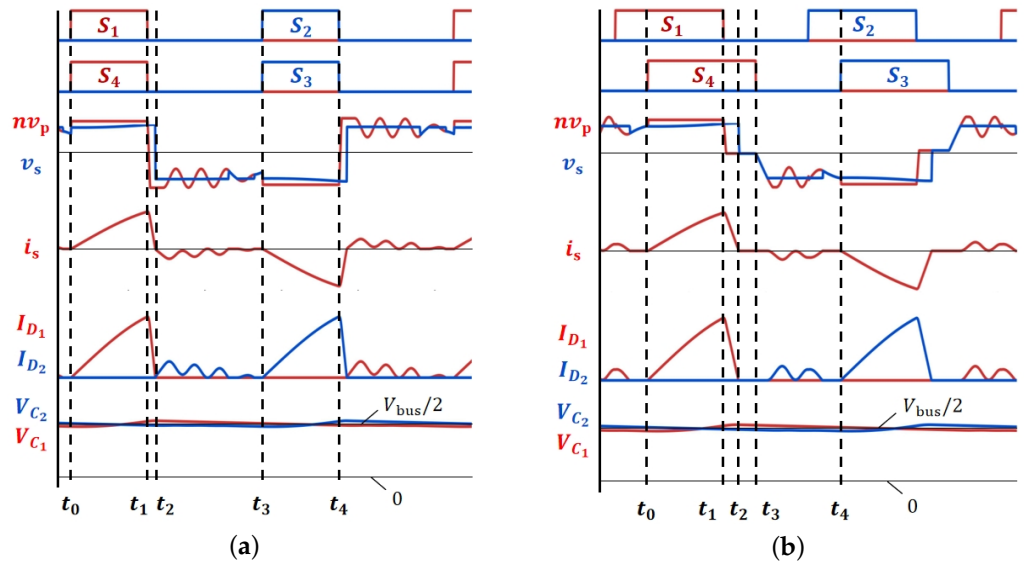 S1 S2
S4 S3
nvp
vs
is
ID1
ID2
VC2
VC1
Vbus/2
0
t0 t1 t2 t3 t4
(a)
S1 S2
S4 S3
nvp
vs
is
ID1
ID2
VC2
VC1
Vbus/2
0
t0 t1 t2 t3 t4
(b)